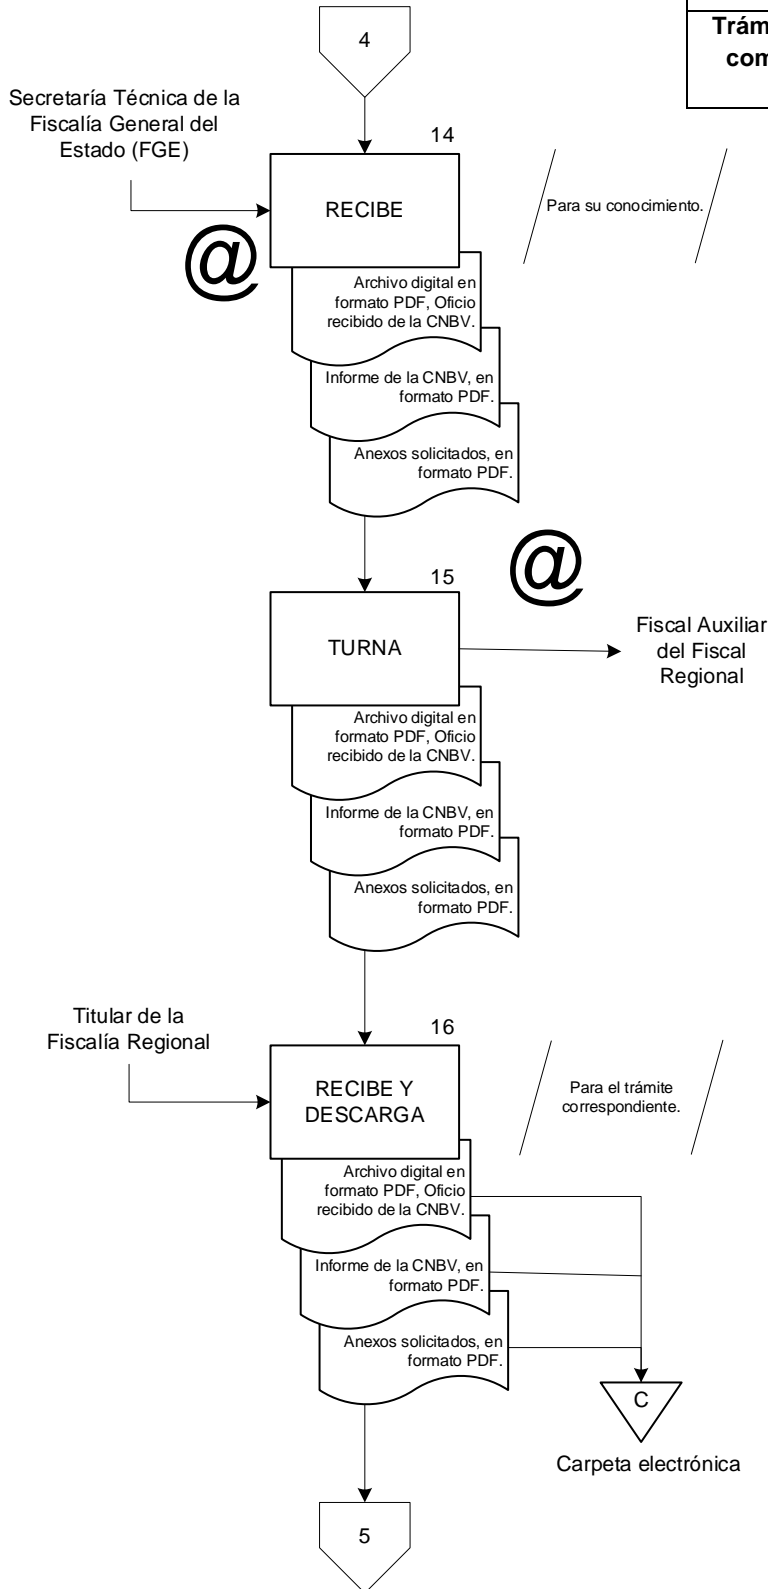 Trám
com
4
Secretaría Técnica de la
Fiscalía General del
Estado (FGE)
14
RECIBE
Para su conocimiento.
@
Archivo digital en
formato PDF, Oficio
recibido de la CNBV.
Informe de la CNBV, en
formato PDF.
Anexos solicitados, en
formato PDF.
@
15
TURNA
Fiscal Auxiliar
del Fiscal
Regional
Archivo digital en
formato PDF, Oficio
recibido de la CNBV.
Informe de la CNBV, en
formato PDF.
Anexos solicitados, en
formato PDF.
Titular de la
Fiscalía Regional
16
RECIBE Y
DESCARGA
Para el trámite
correspondiente.
Archivo digital en
formato PDF, Oficio
recibido de la CNBV.
Informe de la CNBV, en
formato PDF.
Anexos solicitados, en
formato PDF.
C
Carpeta electrónica
5